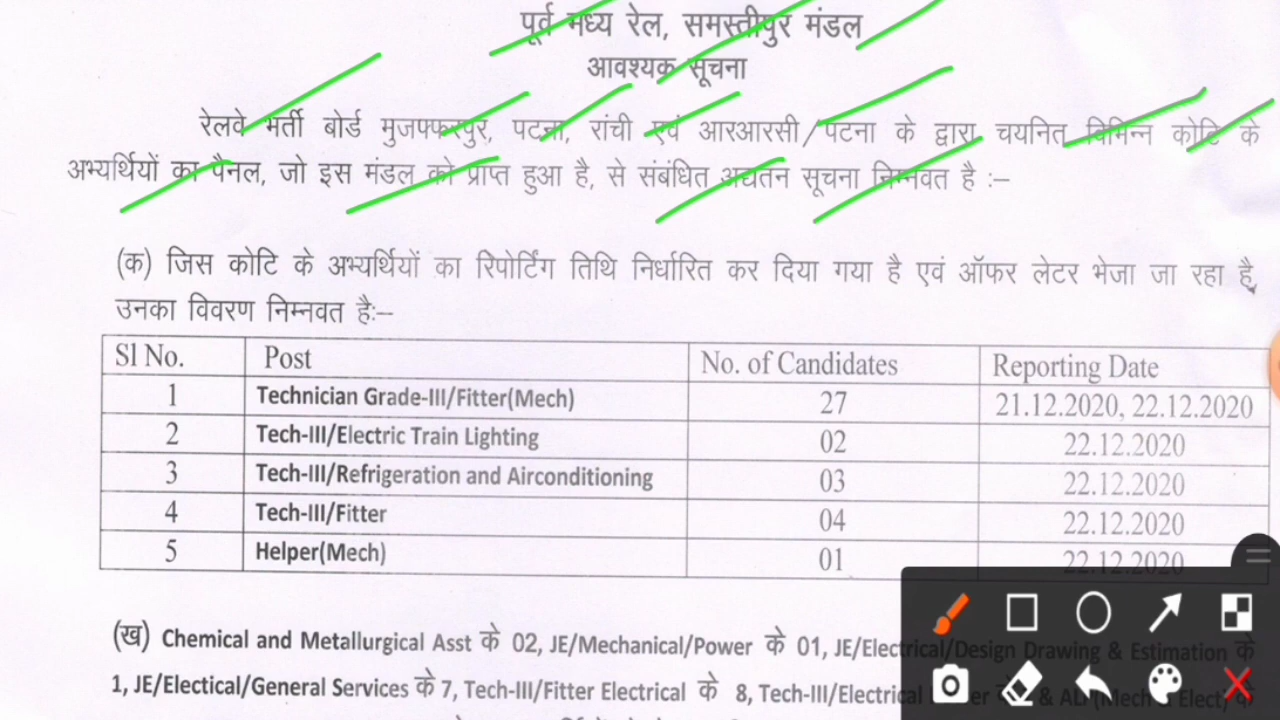 पूर्व मध्य रेल, समस्तीपुर मंडल
आवश्यक सूचना
रेलवे भर्ती बोर्ड मुजफ्फरपुर, पटना, रांची एवं आरआरसी/पटना के द्वारा चयनित विभिन्न कोटि के
अभ्यर्थियों का पैनल, जो इस मंडल को प्राप्त हुआ है, से संबंधित अद्यतन सूचना निम्नवत है :–
(क) जिस कोटि के अभ्यर्थियों का रिपोर्टिंग तिथि निर्धारित कर दिया गया है एवं ऑफर लेटर भेजा जा रहा है,
उनका विवरण निम्नवत है:–
Sl No. Post No. of Candidates Reporting Date
1 Technician Grade-III/Fitter(Mech) 27 21.12.2020, 22.12.2020
2 Tech-III/Electric Train Lighting 02 22.12.2020
3 Tech-III/Refrigeration and Airconditioning 03 22.12.2020
4 Tech-III/Fitter 04 22.12.2020
5 Helper(Mech) 01 22.12.2020
(ख) Chemical and Metallurgical Asst के 02, JE/Mechanical/Power के 01, JE/Electrical/Design Drawing & Estimation के
1, JE/Electical/General Services के 7, Tech-III/Fitter Electrical के 8, Tech-III/Electrical & ALP(Mech & Elect) के